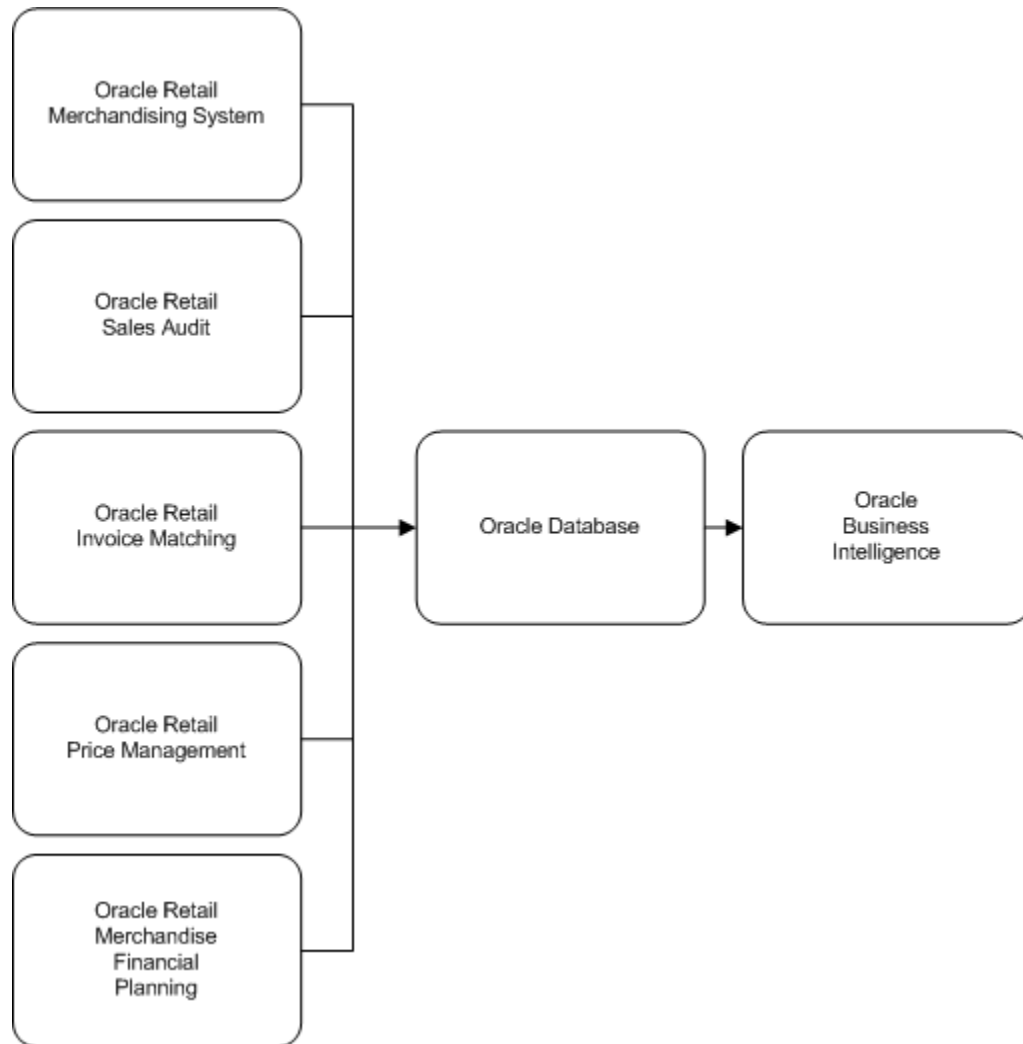 Oracle Retail
Merchandising System
Oracle Retail
Sales Audit
Oracle Retail
Invoice Matching
Oracle Database
Oracle
Business
Intelligence
Oracle Retail
Price Management
Oracle Retail
Merchandise
Financial
Planning